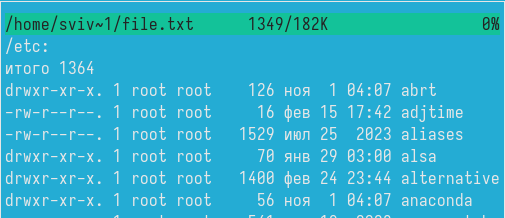 /home/sviv~1/file.txt 1349/182K 0%
/etc:
итого 1364
drwxr-xr-x. 1 root root 126 ноя 1 04:07 abrt
-rw-r--r--. 1 root root 16 фев 15 17:42 adjtime
-rw-r--r--. 1 root root 1529 июл 25 2023 aliases
drwxr-xr-x. 1 root root 70 янв 29 03:00 alsa
drwxr-xr-x. 1 root root 1400 фев 24 23:44 alternative
drwxr-xr-x. 1 root root 56 ноя 1 04:07 anaconda